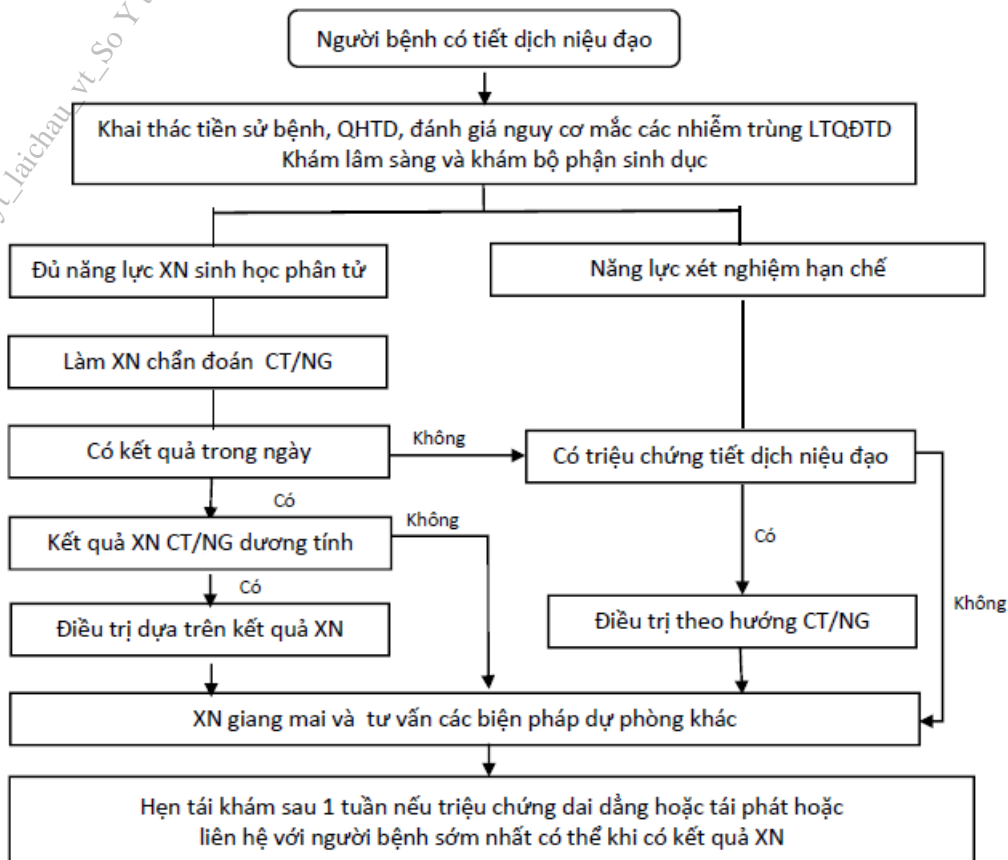 yt_laichau_vt_So Y t
Người bệnh có tiết dịch niệu đạo
Khai thác tiền sử bệnh, QHTD, đánh giá nguy cơ mắc các nhiễm trùng LTQĐTD
Khám lâm sàng và khám bộ phận sinh dục
Đủ năng lực XN sinh học phân tử
Năng lực xét nghiệm hạn chế
Làm XN chẩn đoán CT/NG
Có kết quả trong ngày
Không
Có triệu chứng tiết dịch niệu đạo
Có
Không
Kết quả XN CT/NG dương tính
Có
Có
Không
Điều trị dựa trên kết quả XN
Điều trị theo hướng CT/NG
XN giang mai và tư vấn các biện pháp dự phòng khác
Hẹn tái khám sau 1 tuần nếu triệu chứng dai dẳng hoặc tái phát hoặc
liên hệ với người bệnh sớm nhất có thể khi có kết quả XN